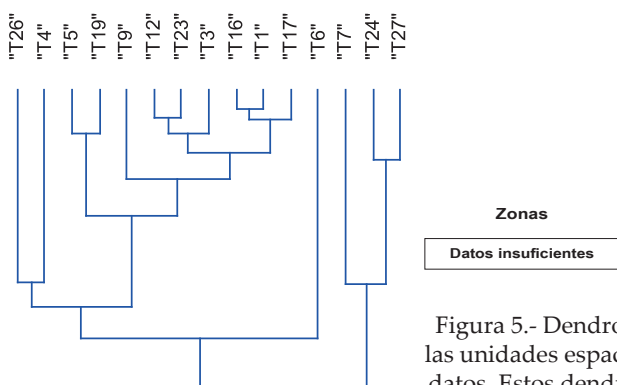 "T26" "T4" "T5" "T19" "T9" "T12" "T23" "T3" "T16" "T1" "T17" "T6" "T7" "T24" "T27"
Zonas
Datos insuficientes
Figura 5.- Dendro
las unidades espac
datos. Estos dendr